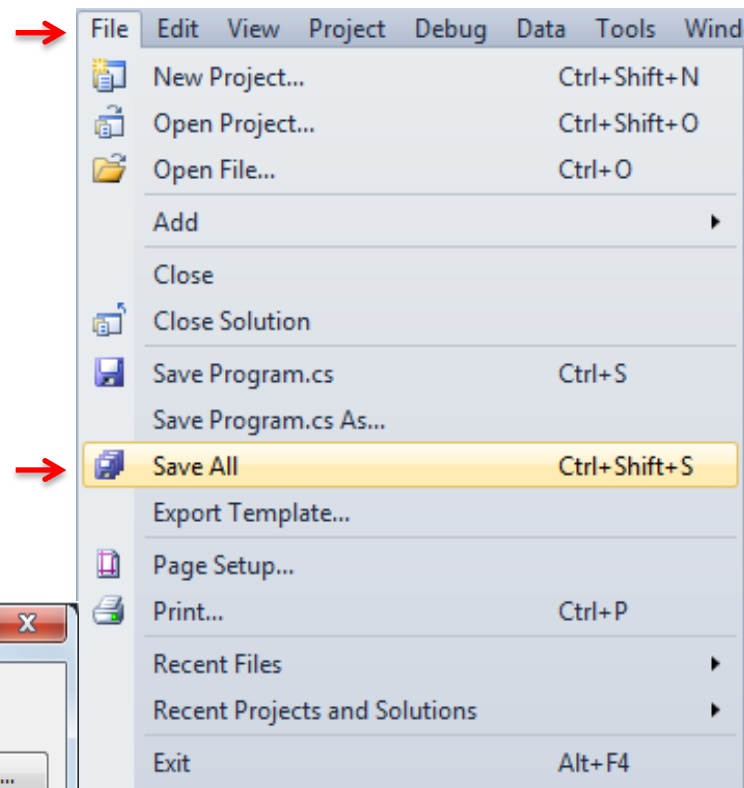 File Edit View Project Debug Data Tools Wind
New Project... Ctrl+Shift+N
Open Project... Ctrl+Shift+O
Open File... Ctrl+O
Add
Close
Close Solution
Save Program.cs Ctrl+S
Save Program.cs As...
Save All Ctrl+Shift+S
Export Template...
Page Setup...
Print... Ctrl+P
Recent Files
Recent Projects and Solutions
Exit Alt+F4
...